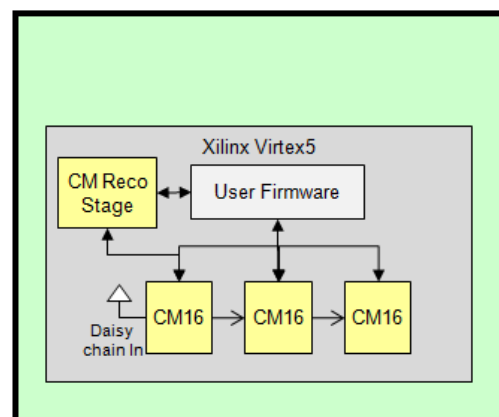 Xilinx Virtex5
CM Reco
Stage
User Firmware
CM16
CM16
CM16
Daisy
chain In